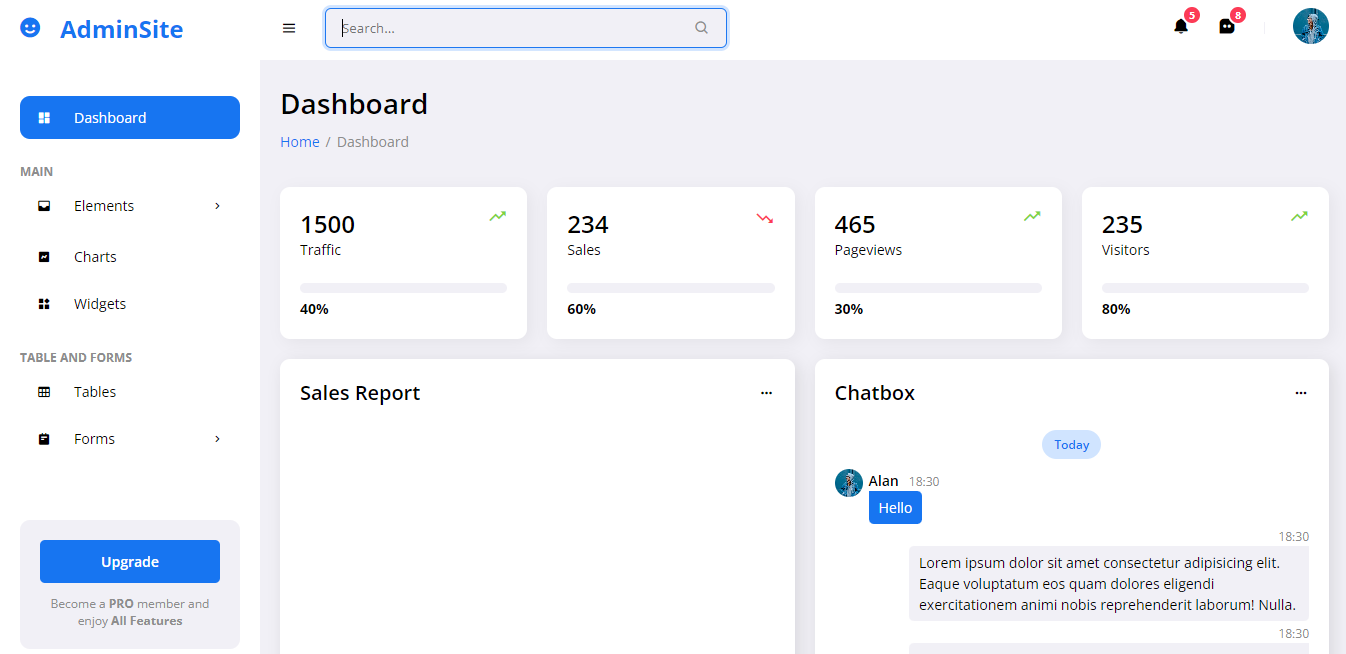 AdminSite
Search...
5
8
Dashboard
MAIN
Elements
Charts
Widgets
TABLE AND FORMS
Tables
Forms
Upgrade
Become a PRO member and
enjoy All Features
Dashboard
Home / Dashboard
1500
Traffic
40%
234
Sales
60%
465
Pageviews
30%
235
Visitors
80%
Sales Report
Chatbox
Today
Alan 18:30
Hello
18:30
Lorem ipsum dolor sit amet consectetur adipisicing elit.
Eaque voluptatum eos quam dolores eligendi
exercitationem animi nobis reprehenderit laborum! Nulla.
18:30